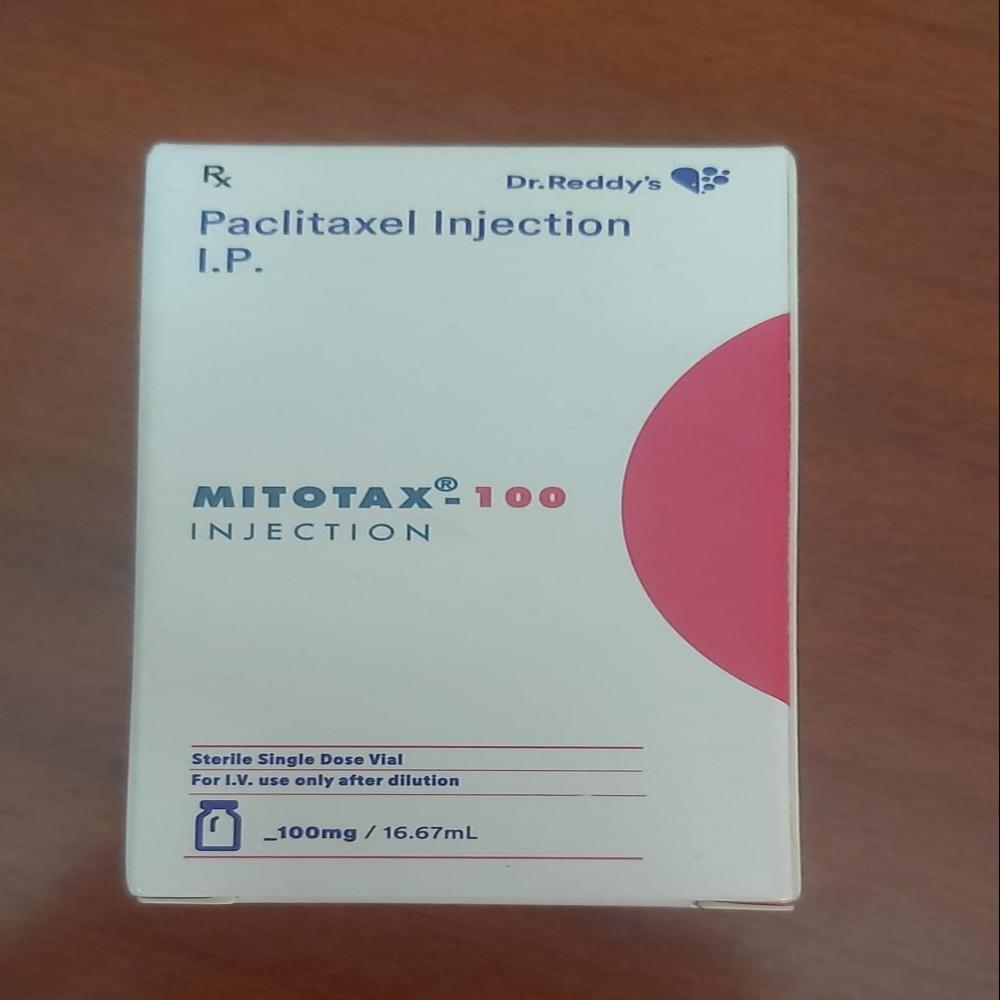 Rx
Dr.Reddy's
Paclitaxel Injection
I.P.
MITOTAX®-100
INJECTION
Sterile Single Dose Vial
For I.V. use only after dilution
_100mg / 16.67mL